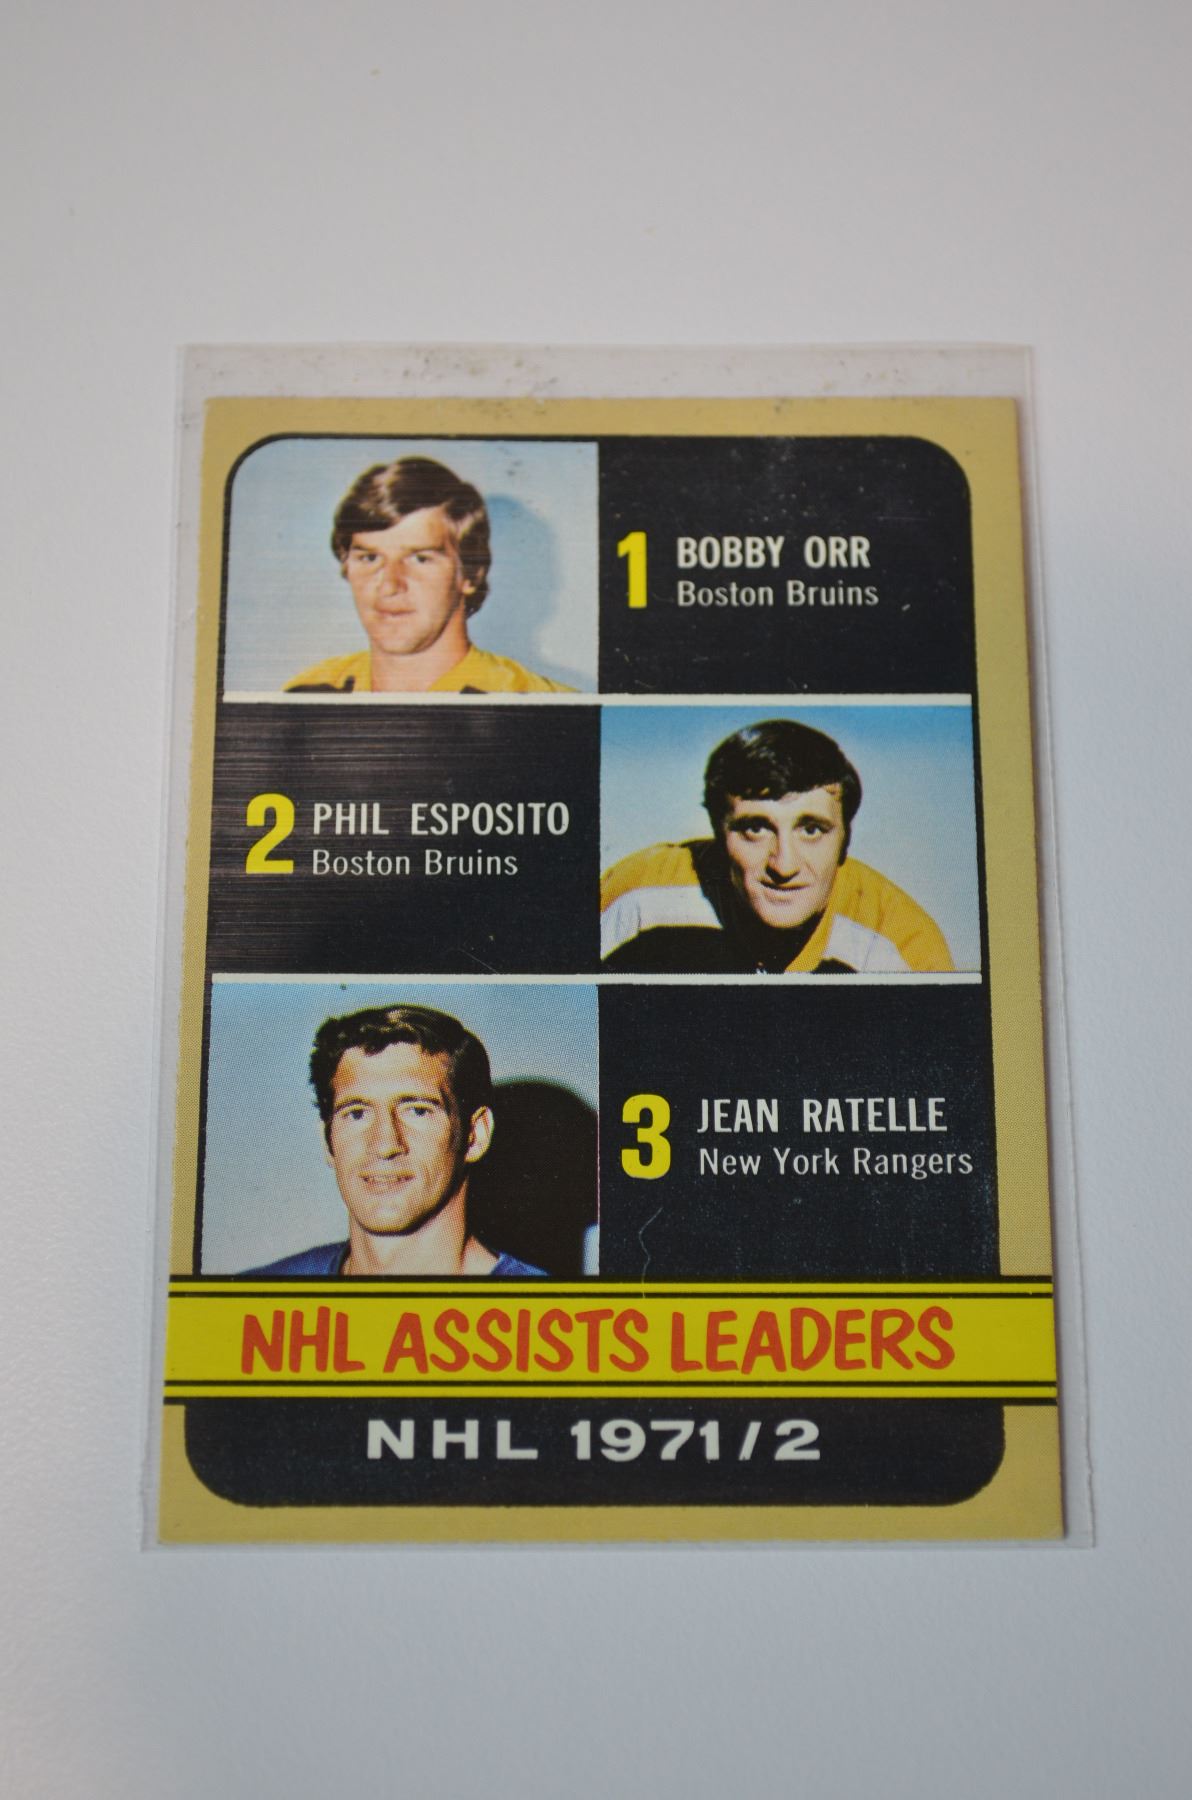 1 BOBBY ORR
Boston Bruins
2 PHIL ESPOSITO
Boston Bruins
3 JEAN RATELLE
New York Rangers
NHL ASSISTS LEADERS
NHL 1971/2